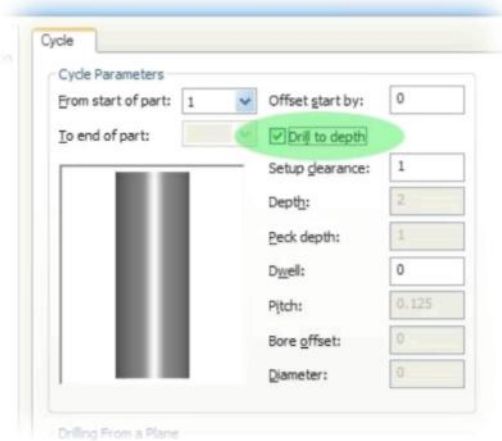 Cycle
Cycle Parameters
From start of part: 1 Offset start by: 0
To end of part: Drill to depth
Setup clearance: 1
Depth: 2
Peck depth: 1
Dwell: 0
Pitch: 0.125
Bore offset: 0
Diameter: 0
Drilling From a Plane